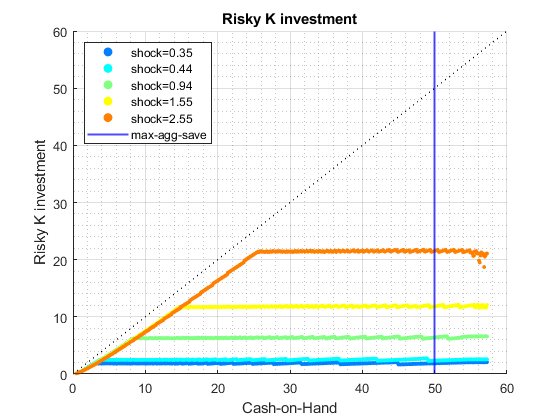 Risky K investment
60
50
40
30
20
10
0
Risky K investment
shock=0.35
shock=0.44
shock=0.94
shock=1.55
shock=2.55
max-agg-save
0 10 20 30 40 50 60
Cash-on-Hand